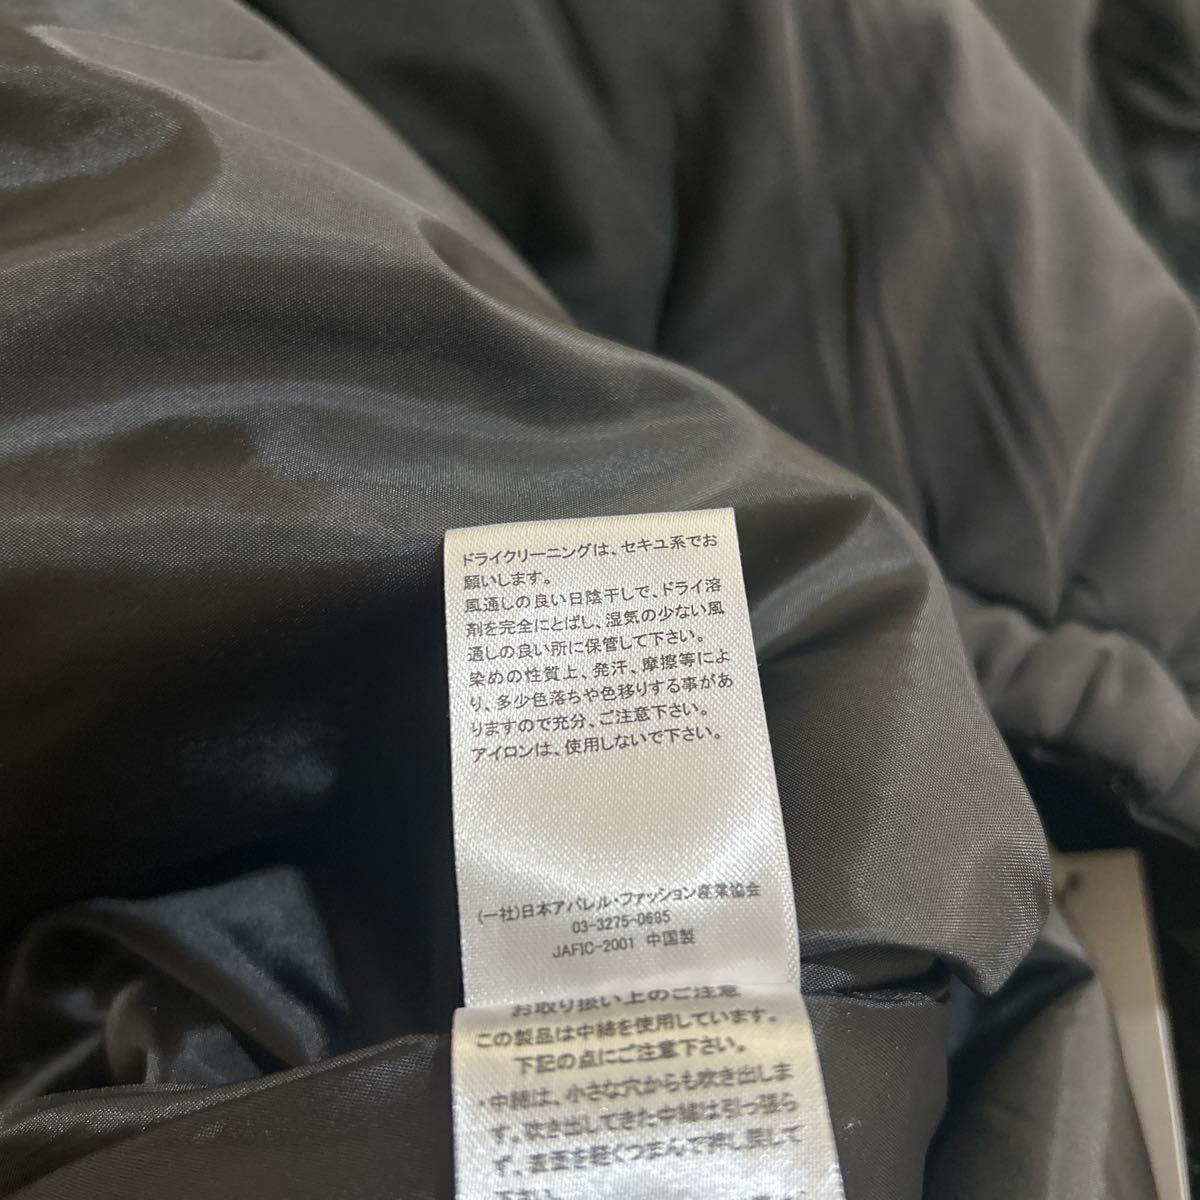 ドライクリーニングは、セキユ系でお
願いします。
風通しの良い日陰干しで、ドライ溶
剤を完全にとばし、湿気の少ない風
通しの良い所に保管して下さい。
染めの性質上、発汗、摩擦等によ
り、多少色落ちや色移りする事があ
りますので充分、ご注意下さい。
アイロンは、使用しないで下さい。
(一社)日本アパレル・ファッション産業協会
03-3275-0685
JAFIC-2001 中国製
お取り扱い上のご注意
この製品は中綿を使用しています。
下記の点にご注意下さい。
・中綿は、小さな穴からも吹き出しま
す。吹き出してきた中綿は引っ張ら
ず、表面を軽くつまんで押し戻して
下さい。